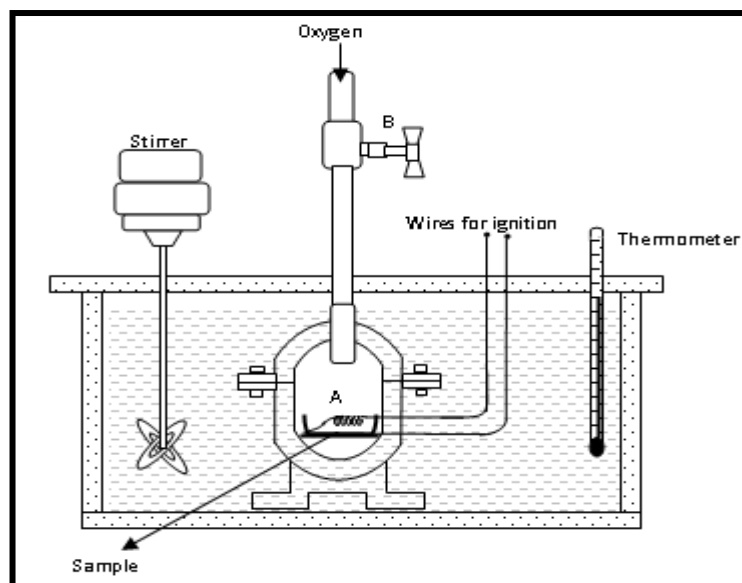 Oxygen
B
Stirrer
Wires for ignition
Thermometer
A
Sample